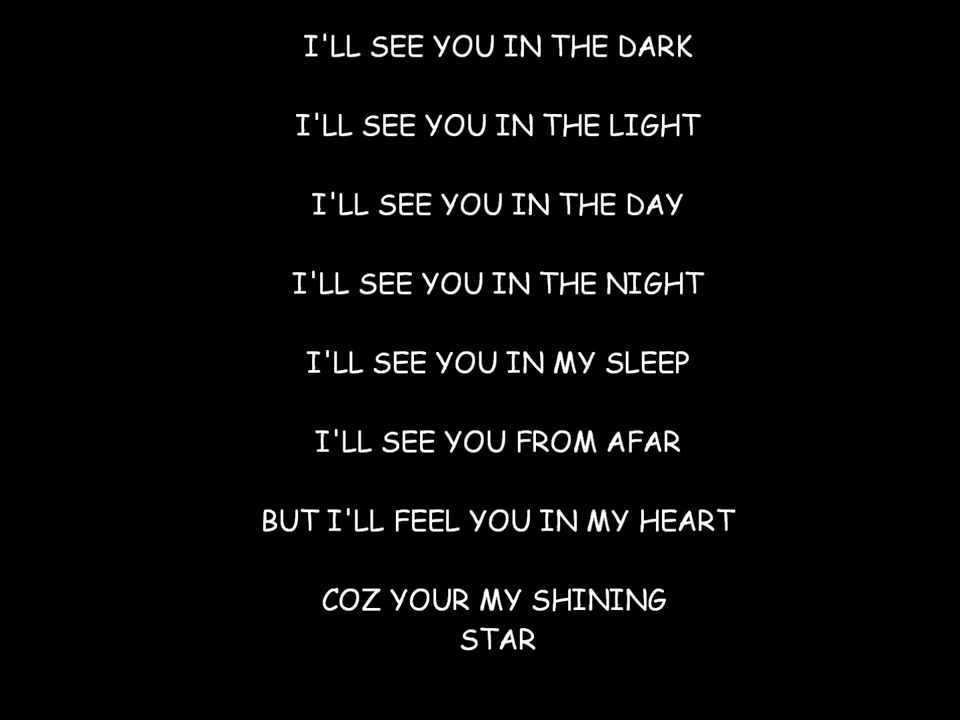 I'LL SEE YOU IN THE DARK
I'LL SEE YOU IN THE LIGHT
I'LL SEE YOU IN THE DAY
I'LL SEE YOU IN THE NIGHT
I'LL SEE YOU IN MY SLEEP
I'LL SEE YOU FROM AFAR
BUT I'LL FEEL YOU IN MY HEART
COZ YOUR MY SHINING
STAR